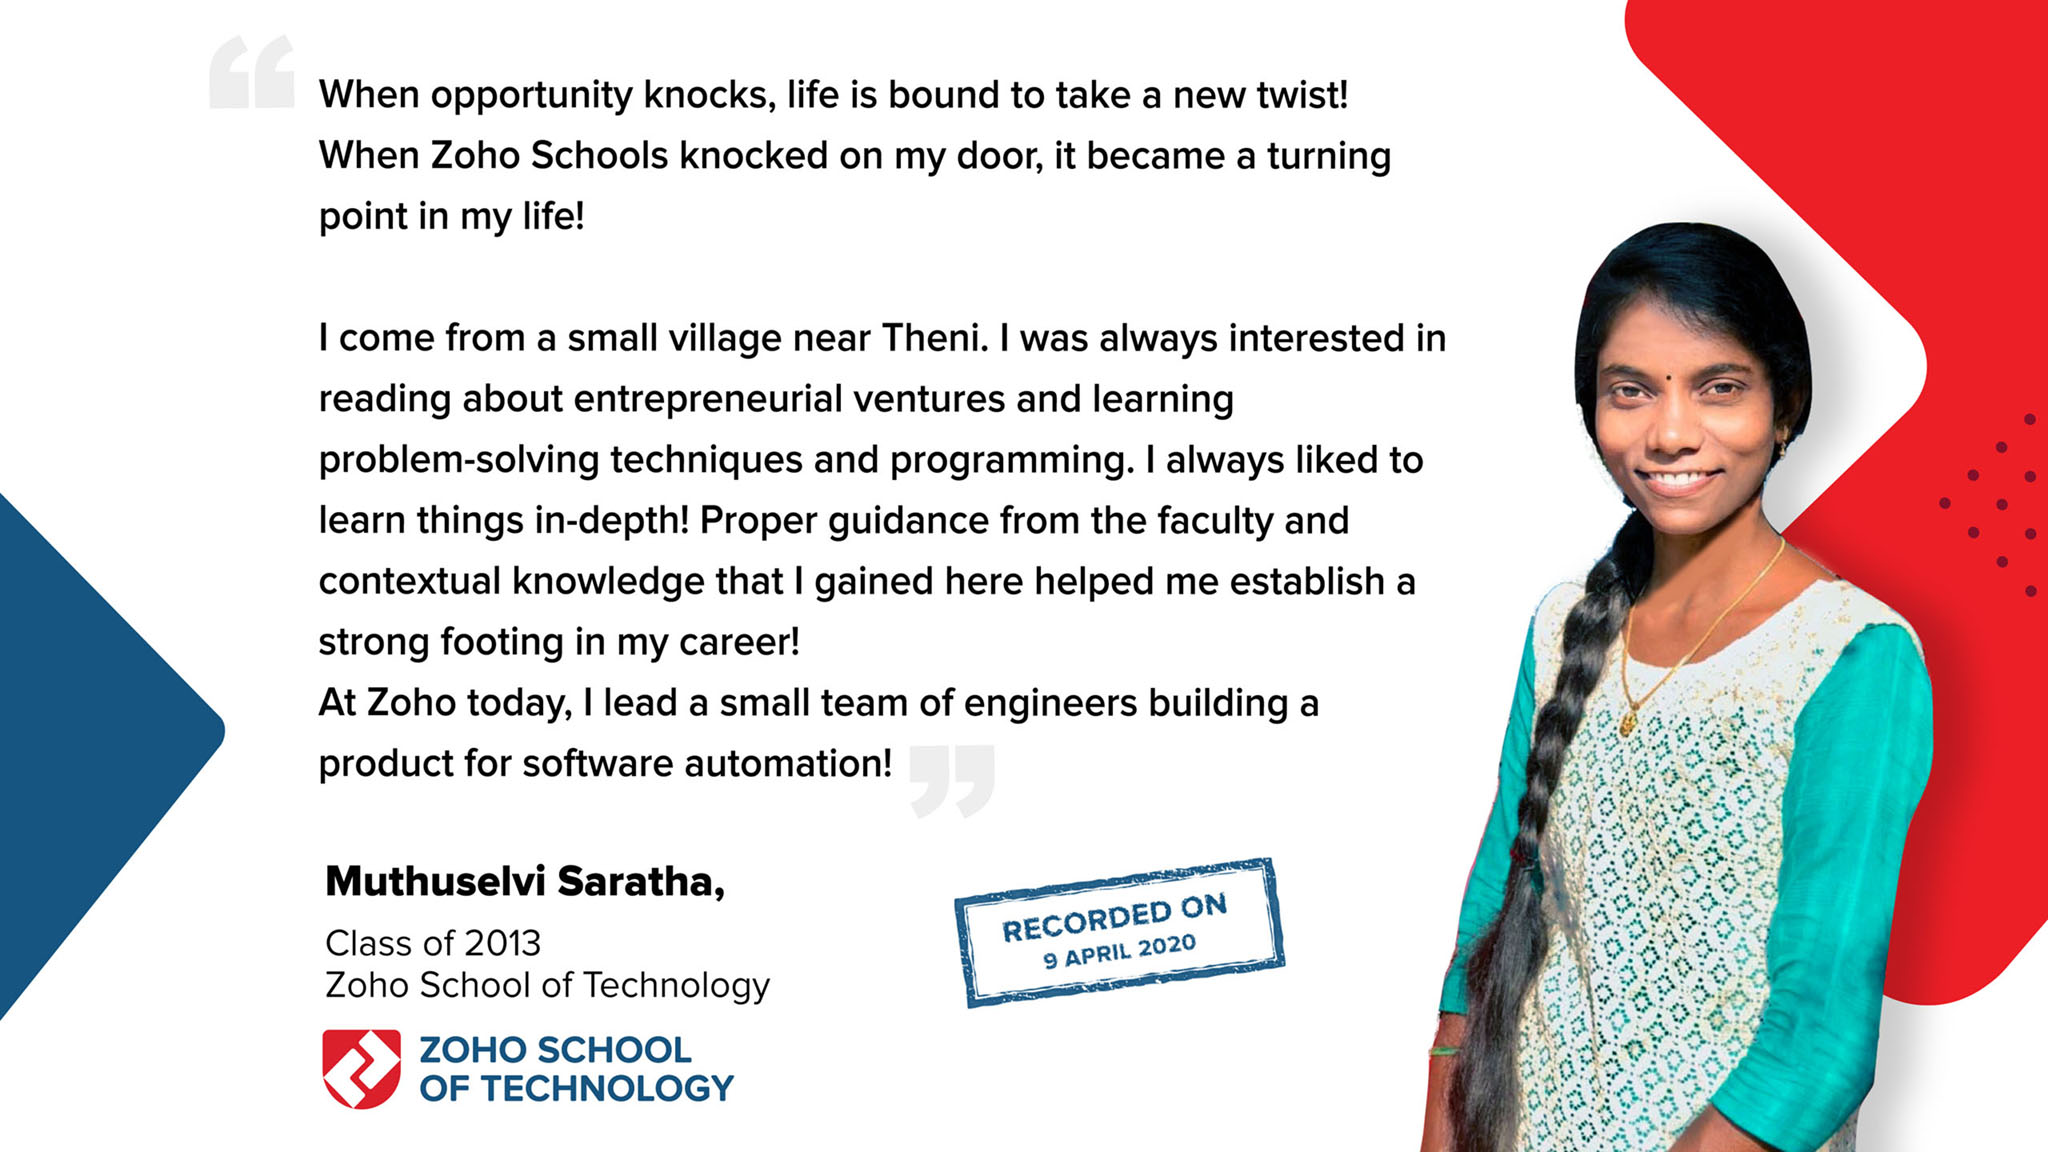 When opportunity knocks, life is bound to take a new twist!
When Zoho Schools knocked on my door, it became a turning
point in my life!
I come from a small village near Theni. I was always interested in
reading about entrepreneurial ventures and learning
problem-solving techniques and programming. I always liked to
learn things in-depth! Proper guidance from the faculty and
contextual knowledge that I gained here helped me establish a
strong footing in my career!
At Zoho today, I lead a small team of engineers building a
product for software automation!
Muthuselvi Saratha,
Class of 2013
Zoho School of Technology
RECORDED ON
9 APRIL 2020
ZOHO SCHOOL
OF TECHNOLOGY